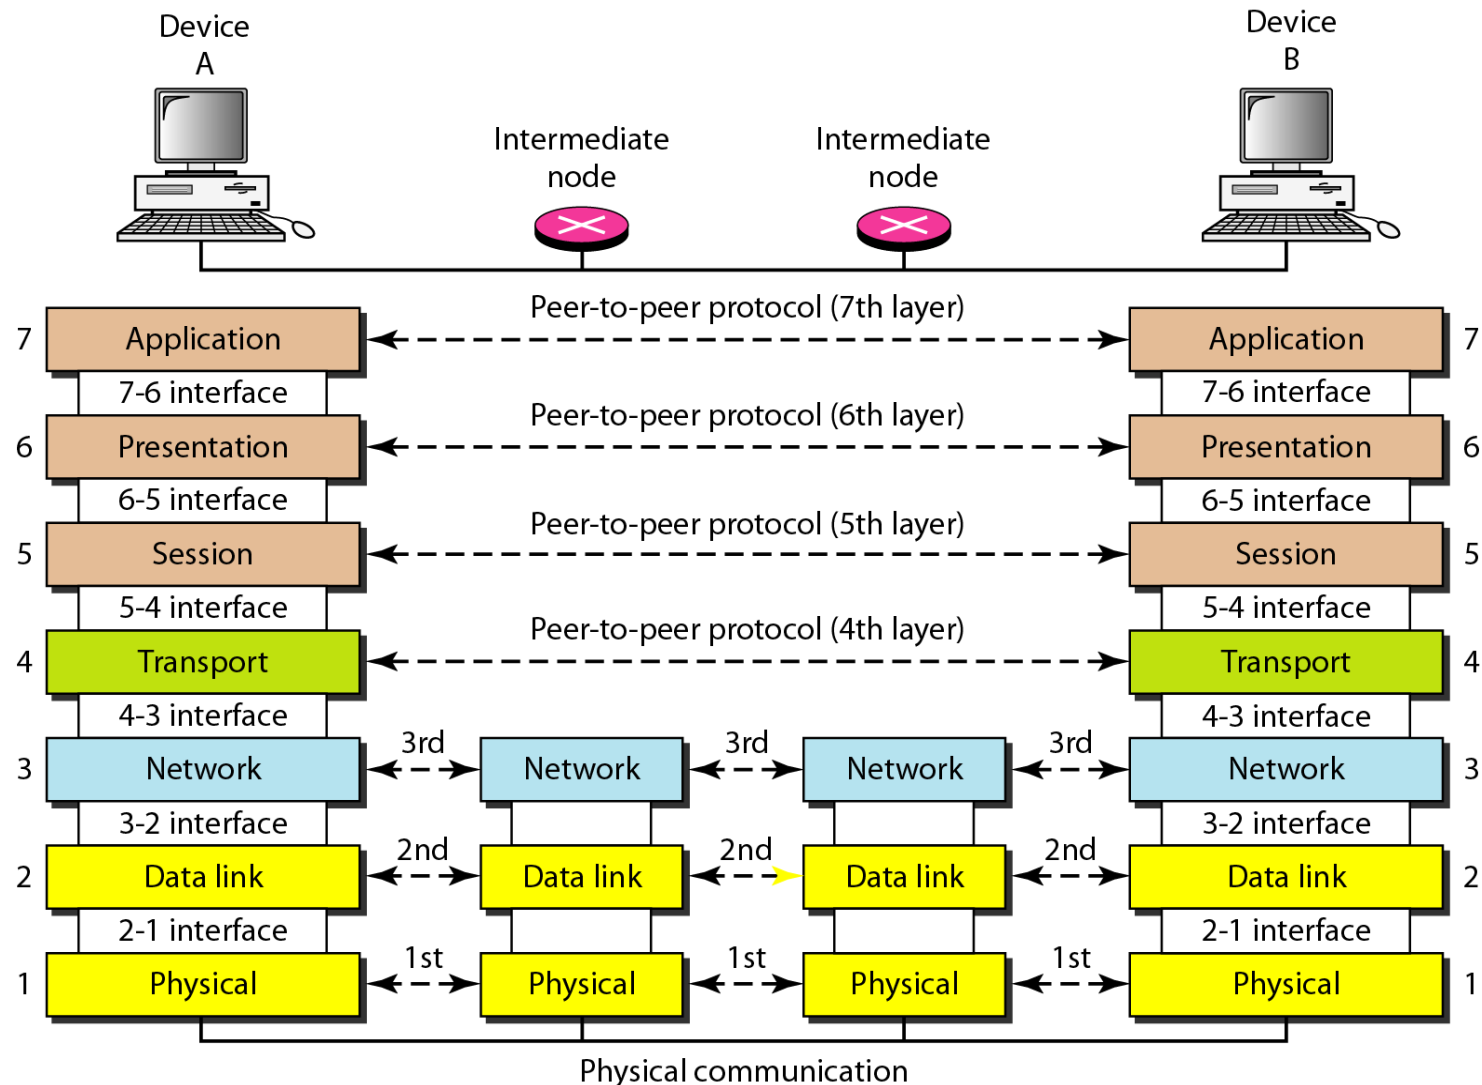 Device
A
Device
B
Intermediate
node
Intermediate
node
Peer-to-peer protocol (7th layer)
7 Application Application 7
7-6 interface 7-6 interface
Peer-to-peer protocol (6th layer)
6 Presentation Presentation 6
6-5 interface 6-5 interface
Peer-to-peer protocol (5th layer)
5 Session Session 5
5-4 interface 5-4 interface
Peer-to-peer protocol (4th layer)
4 Transport Transport 4
4-3 interface 4-3 interface
3rd 3rd 3rd
3 Network Network Network Network 3
3-2 interface 3-2 interface
2nd 2nd 2nd
2 Data link Data link Data link Data link 2
2-1 interface 2-1 interface
1st 1st 1st
1 Physical Physical Physical Physical 1
Physical communication